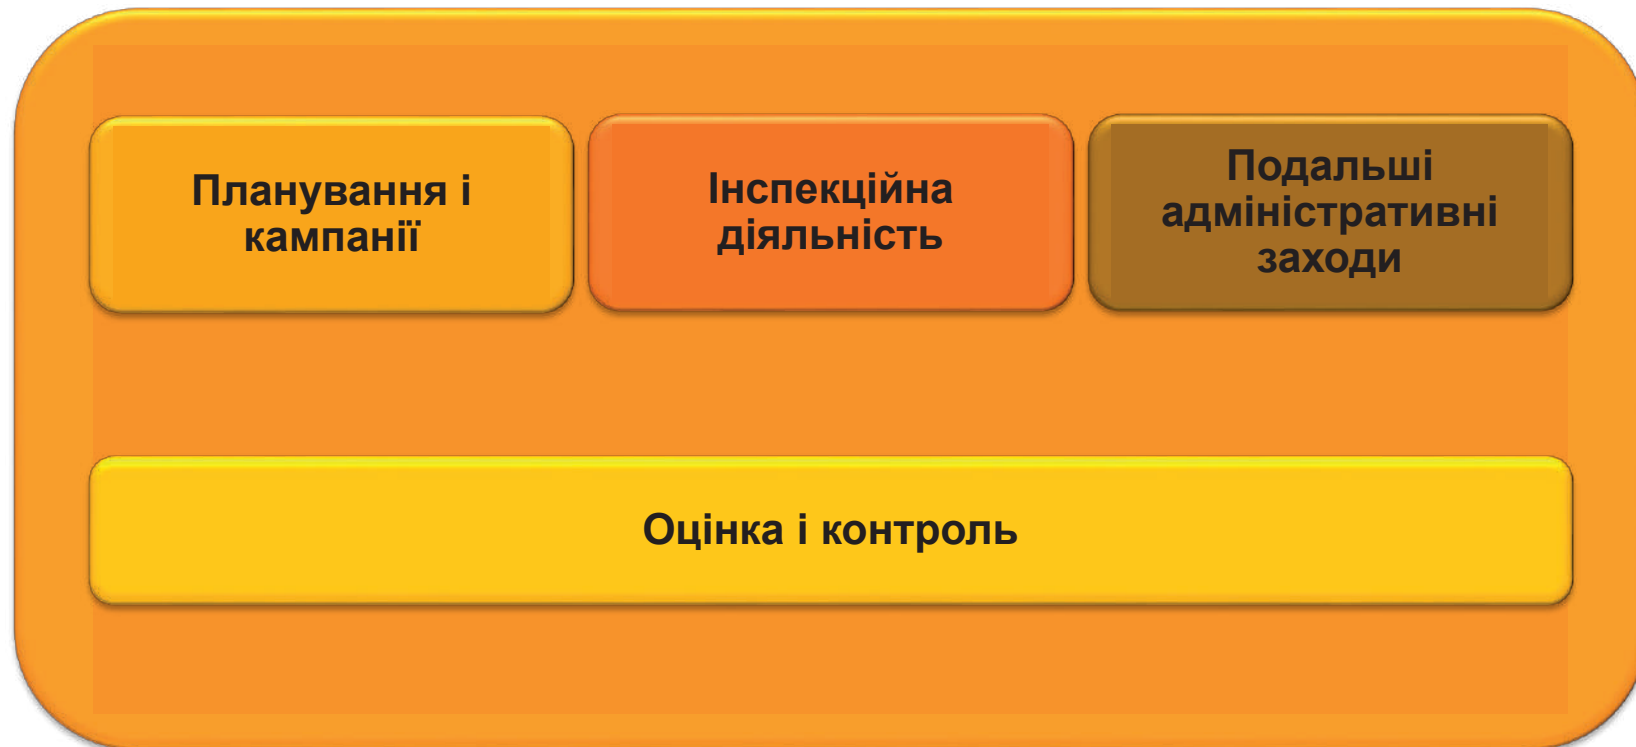 Планування і
кампанії
Інспекційна
діяльність
Подальші
адміністративні
заходи
Оцінка і контроль